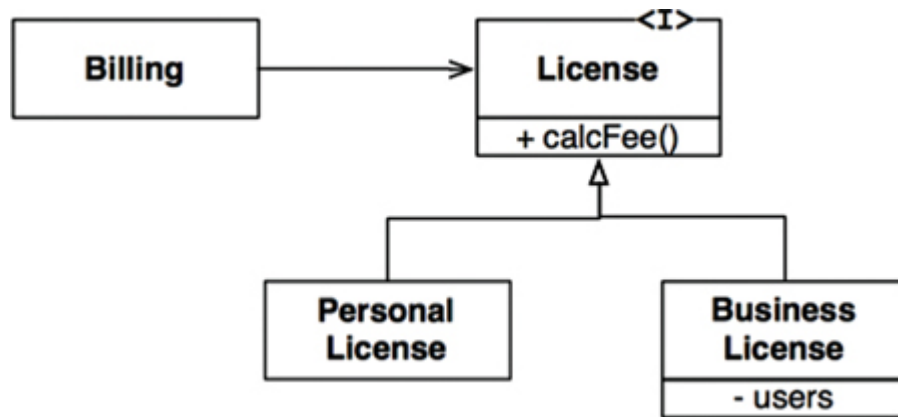 <I>
Billing
License
+ calcFee()
Personal
License
Business
License
- users